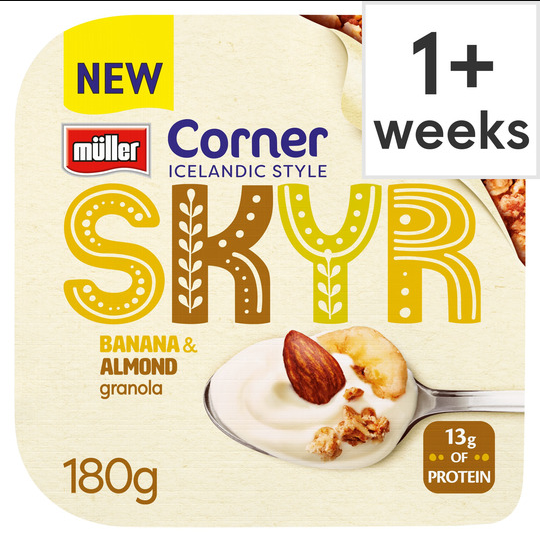 NEW
1+
weeks
müller
Corner
ICELANDIC STYLE
SKYR
BANANA &
ALMOND
granola
180g
13g
OF
PROTEIN